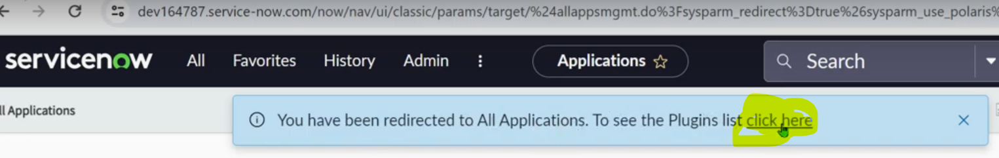 dev164787.service-now.com/now/nav/ui/classic/params/target/%24allappsmgmt.do%3Fsysparm_redirect%3Dtrue%26sysparm_use_polaris%
servicenow All Favorites History Admin Applications Search
ll Applications
You have been redirected to All Applications. To see the Plugins list click here